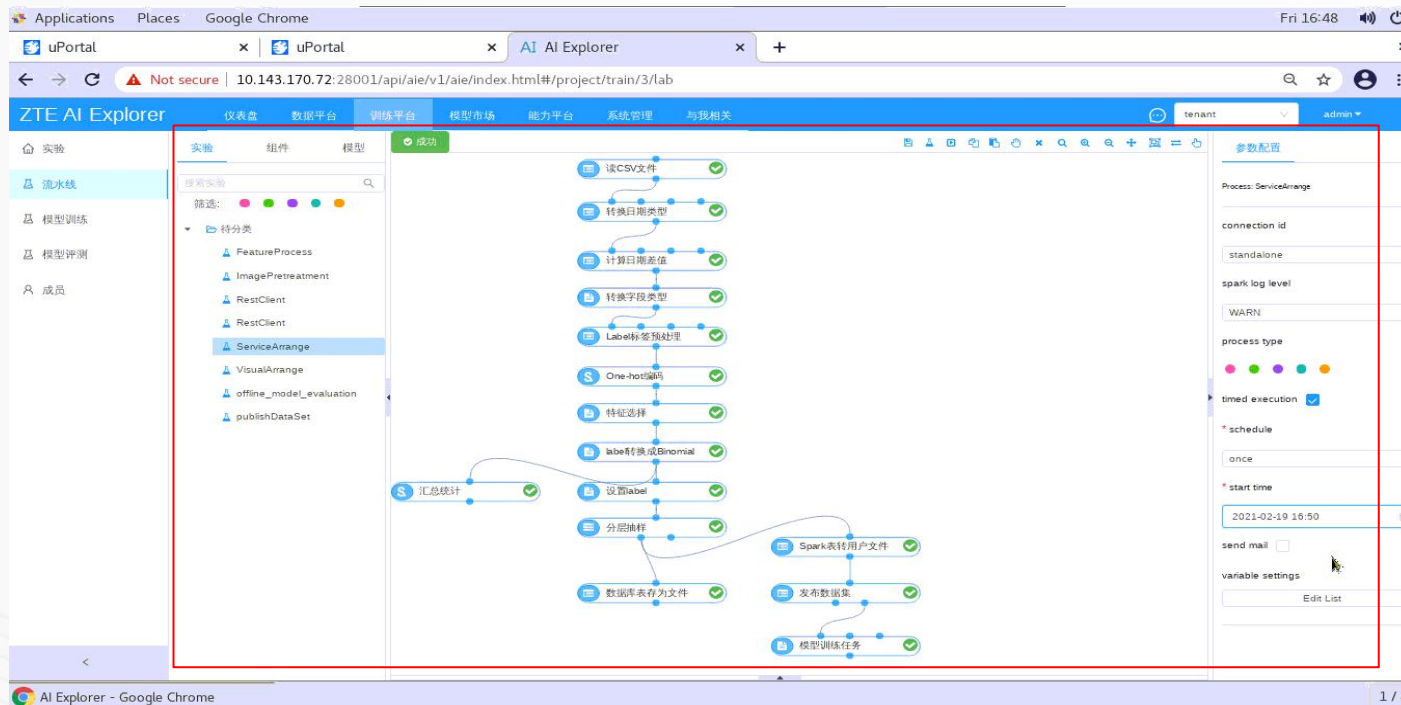 Applications Places Google Chrome Fri 16:48
uPortal × uPortal × AI AI Explorer × +
Not secure | 10.143.170.72:28001/api/aie/v1/aie/index.html#/project/train/3/lab
ZTE AI Explorer 仪表盘 数据平台 训练平台 模型市场 能力平台 系统管理 与我相关 tenant admin
实验
流水线
模型训练
模型评测
成员
<
实验 组件 模型
搜索实验
筛选:
待分类
FeatureProcess
ImagePretreatment
RestClient
RestClient
ServiceArrange
VisualArrange
offline_model_evaluation
publishDataSet
成功
读CSV文件
转换日期类型
计算日期差值
转换字段类型
Label标签预处理
One-hot编码
特征选择
label转换成Binomial
汇总统计
设置label
分层抽样
Spark表转用户文件
数据库表存为文件
发布数据集
模型训练任务
参数配置
Process: ServiceArrange
connection id
standalone
spark log level
WARN
process type
timed execution
* schedule
once
* start time
2021-02-19 16:50
send mail
variable settings
Edit List
AI Explorer - Google Chrome 1 /